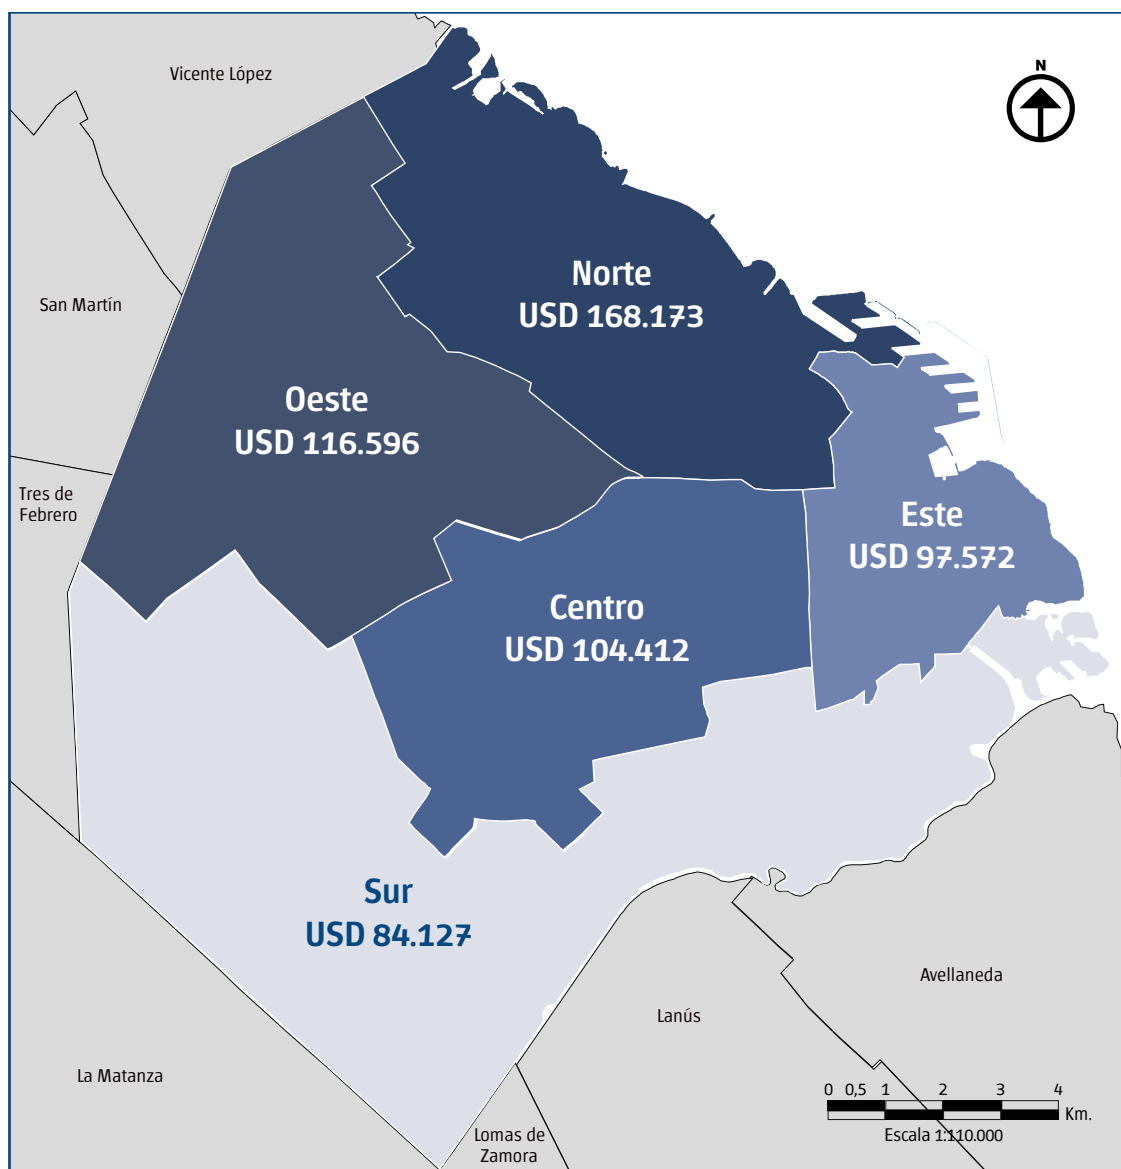 N
Vicente López
San Martín
Norte
USD 168.173
Oeste
USD 116.596
Tres de
Febrero
Este
USD 97.572
Centro
USD 104.412
Sur
USD 84.127
Avellaneda
Lanús
La Matanza
0 0,5 1 2 3 4
Km.
Escala 1:110.000
Lomas de
Zamora